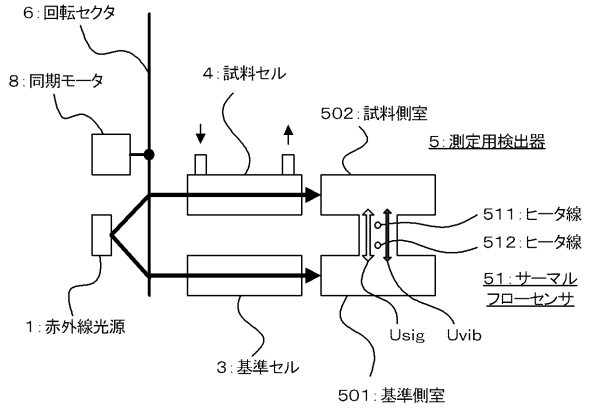 6:回転セクタ
8:同期モータ
4:試料セル
502:試料側室
5:測定用検出器
511:ヒータ線
512:ヒータ線
51:サーマル
フローセンサ
1:赤外線光源
Usig
Uvib
3:基準セル
501:基準側室